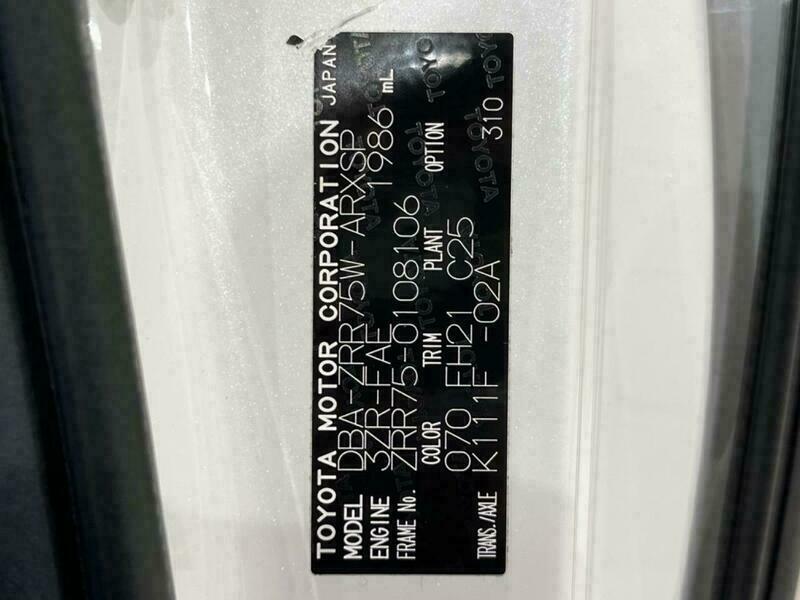 TOYOTA MOTOR CORPORATION JAPAN
MODEL DBA-ZRR75W-ARXSP
ENGINE 3ZR-FAE 1986 mL
FRAME No. ZRR75-0108106
COLOR TRIM PLANT OPTION
070 EH21 C25
TRANS./AXLE K111F -02A 310